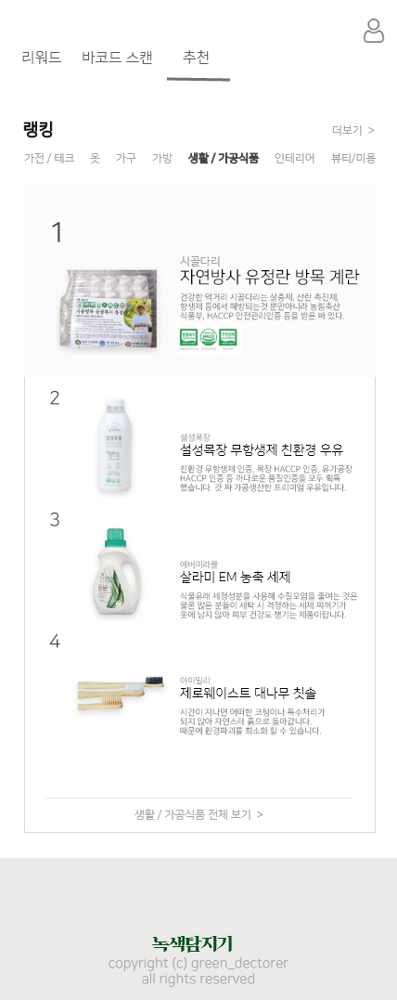 리워드 바코드 스캔 추천
랭킹 더보기 >
가전 / 테크 옷 가구 가방 생활 / 가공식품 인테리어 뷰티/미용
1
시골다리
자연방사 유정란 방목 계란
건강한 먹거리 시골다리는 살충제, 산란 촉진제,
항생제 등에서 해방되는것 뿐만아니라 농림축산
식품부, HACCP 안전관리인증 등을 받은 바 있다.
HACCP
2
설성목장
설성목장 무항생제 친환경 우유
친환경 무항생제 인증, 목장 HACCP 인증, 유가공장
HACCP 인증 등 까다로운 품질인증을 모두 획득
했습니다. 갓 짜 가공생산한 프리미엄 우유입니다.
3
에버미라클
살라미 EM 농축 세제
식물유래 세정성분을 사용해 수질오염을 줄여는 것은
물론 많은 분들이 세탁 시 걱정하는 세제 찌꺼기가
옷에 남지 않아 피부 건강도 챙기는 제품이랍니다.
4
아이밀리
제로웨이스트 대나무 칫솔
시간이 지나면 어떠한 코팅이나 특수처리가
되지 않아 자연스레 흙으로 돌아갑니다.
때문에 환경파괴를 최소화 할 수 있습니다.
생활 / 가공식품 전체 보기 >
녹색탐지기
copyright (c) green_dectorer
all rights reserved